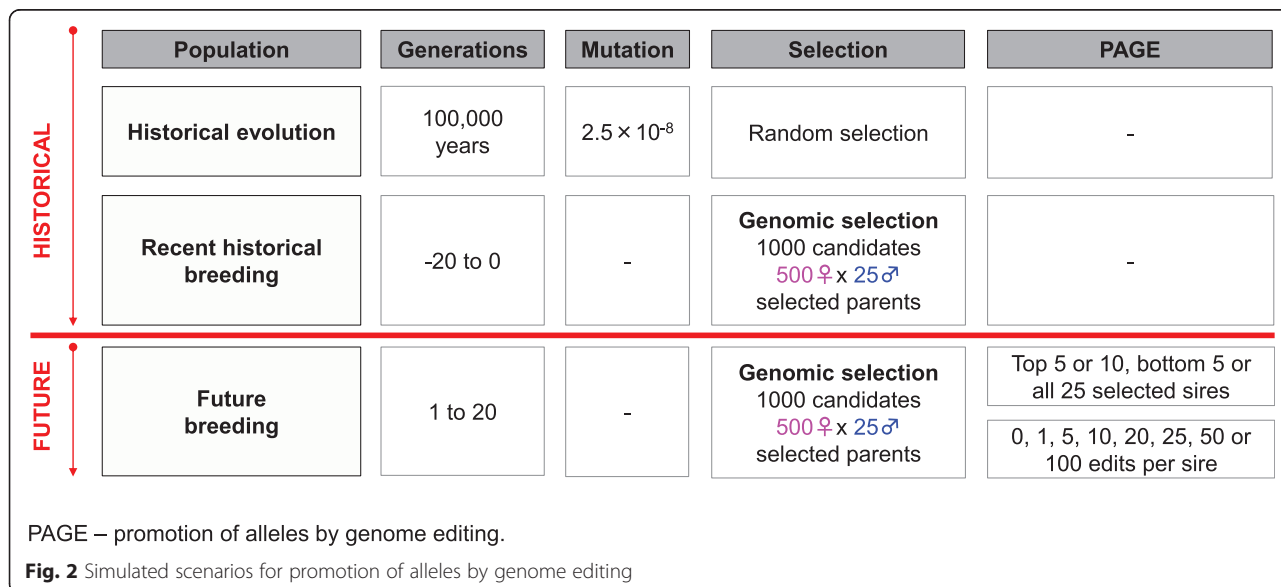 Population Generations Mutation Selection PAGE
HISTORICAL
Historical evolution
100,000
years
2.5 × 10⁻⁸
Random selection
-
Recent historical
breeding
-20 to 0
-
Genomic selection
1000 candidates
500♀ x 25♂
selected parents
-
FUTURE
Future
breeding
1 to 20
-
Genomic selection
1000 candidates
500♀ x 25♂
selected parents
Top 5 or 10, bottom 5 or
all 25 selected sires
0, 1, 5, 10, 20, 25, 50 or
100 edits per sire
PAGE – promotion of alleles by genome editing.
Fig. 2 Simulated scenarios for promotion of alleles by genome editing